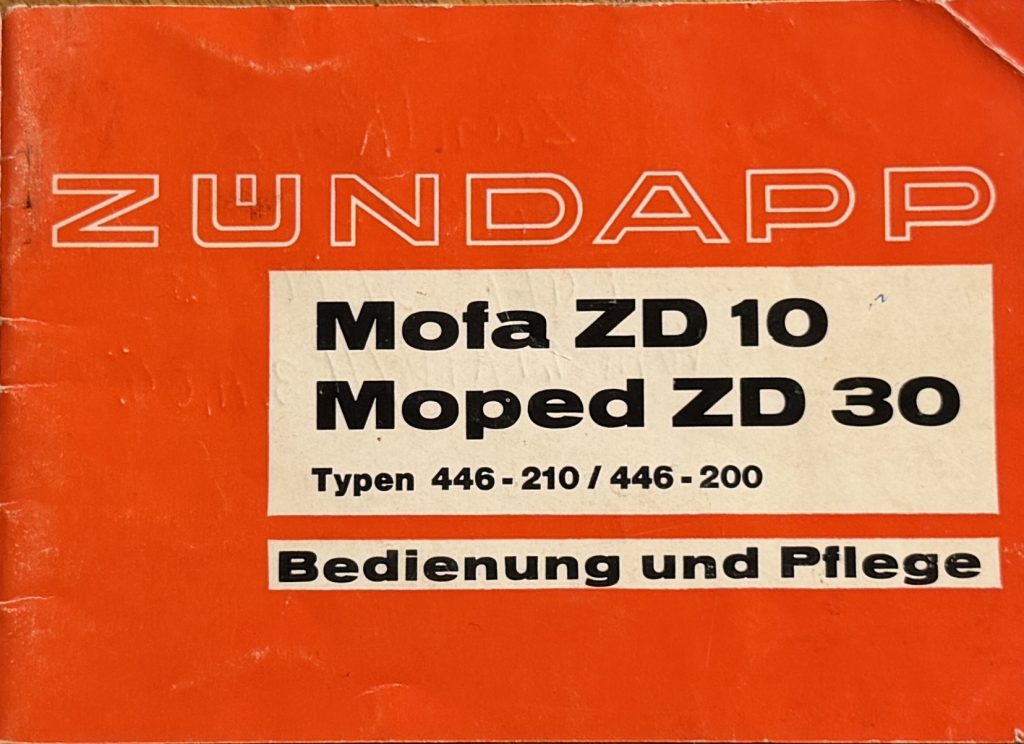 ZÜNDAPP
Mofa ZD 10
Moped ZD 30
Typen 446-210 / 446-200
Bedienung und Pflege